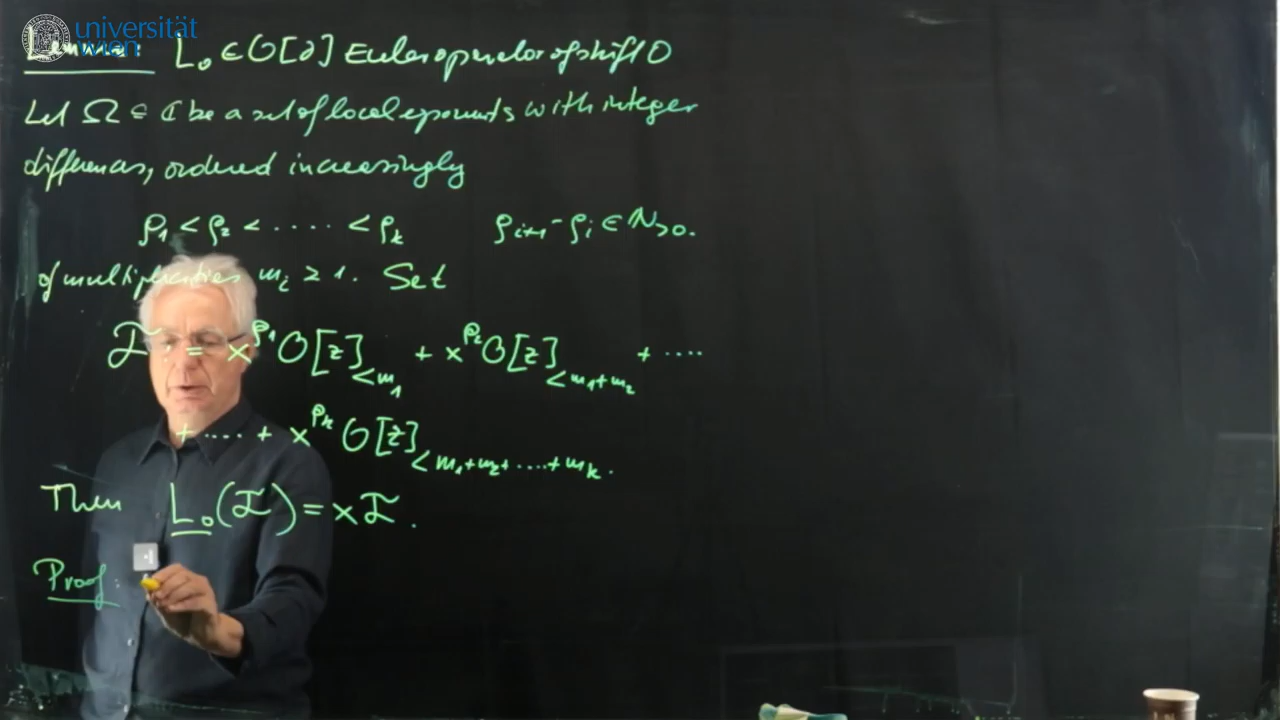 universität
wien
Lemma: L₀ ∈ O[∂] Euler operator of shift 0
Let Ω ⊆ ℂ be a set of local exponents with integer
differences, ordered increasingly
ρ₁ < ρ₂ < ..... < ρₖ   ρᵢ₊₁ - ρᵢ ∈ ℕ>0.
of multiplicities mᵢ ≥ 1. Set
ℱ = x^ρ₁ O[z]_{<m₁} + x^ρ₂ O[z]_{<m₁+m₂} + ....
+ .... + x^ρₖ O[z]_{<m₁+m₂+....+mₖ}.
Then L₀(ℱ) = xℱ.
Proof: